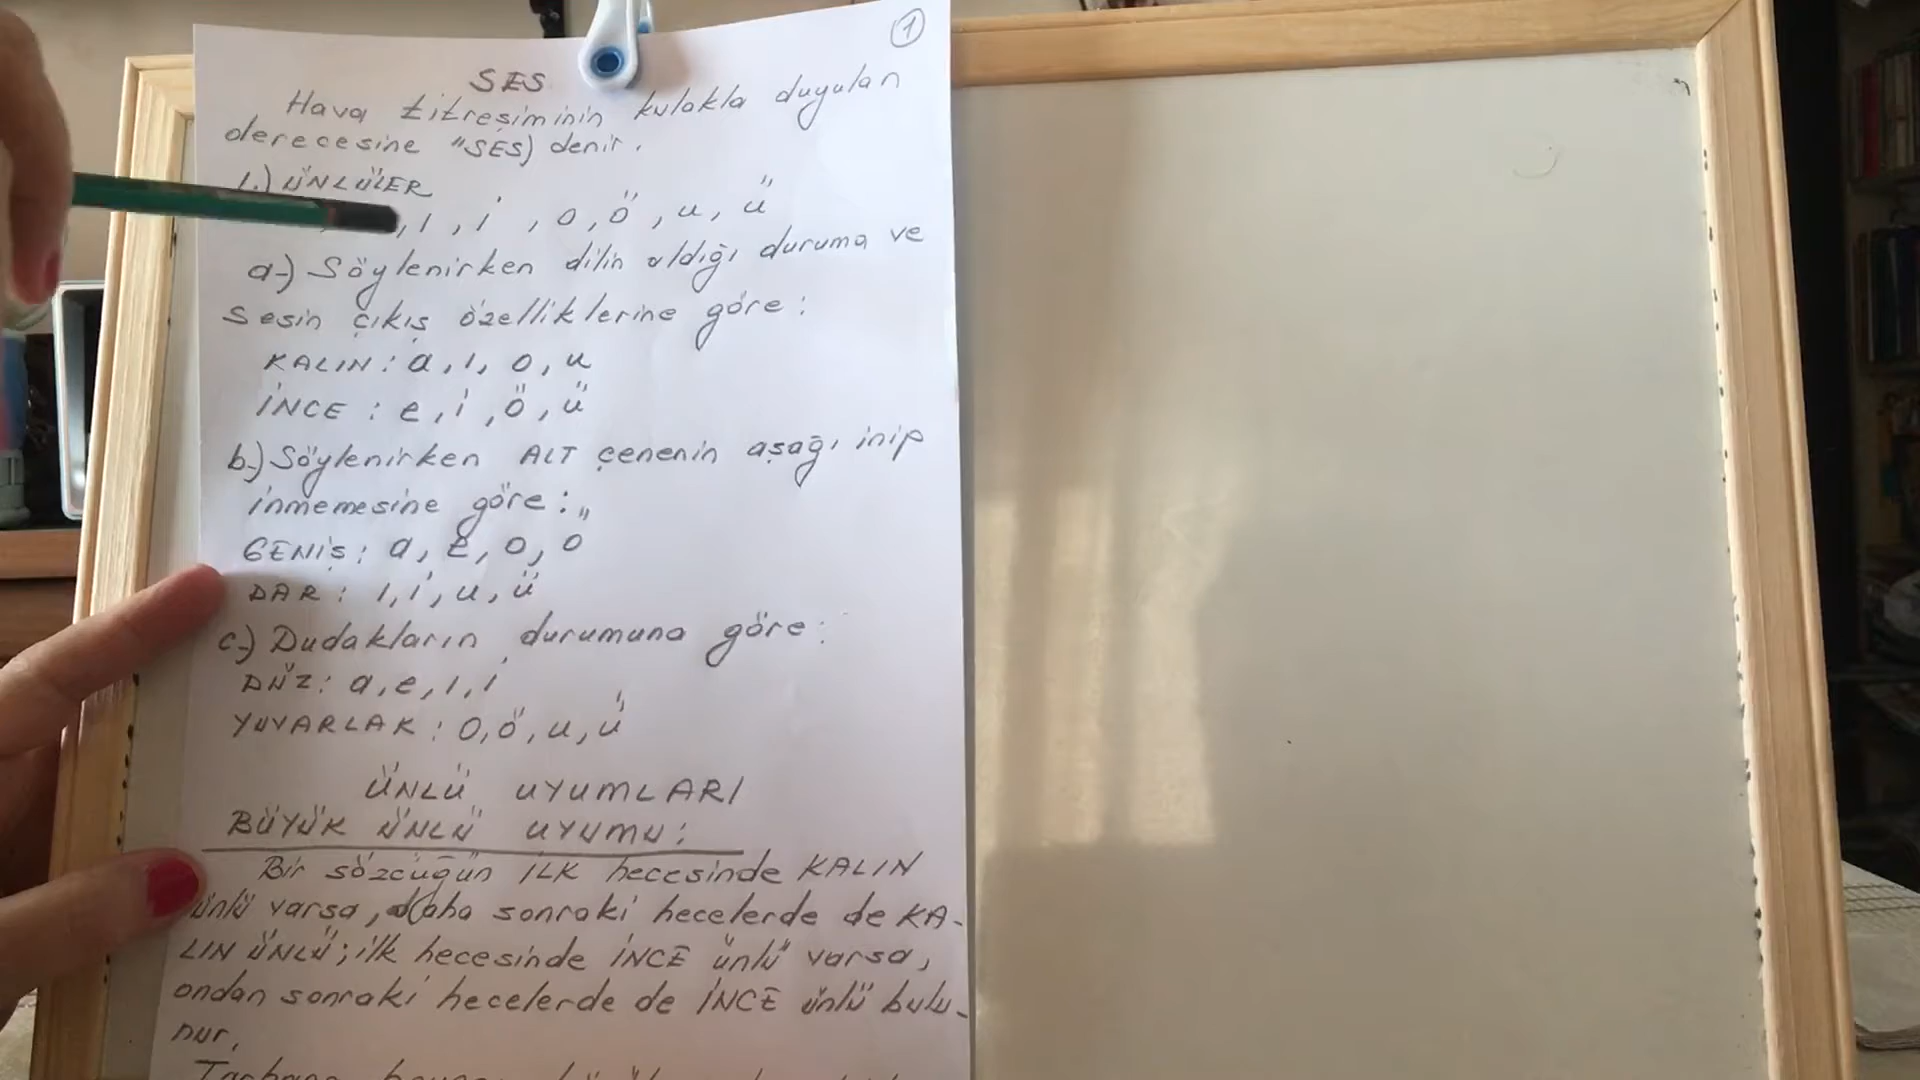 1
SES
Hava titreşiminin kulakla duyulan
derecesine "SES) denir.
1.) ÜNLÜLER
, ı, i, o, ö, u, ü
a-) Söylenirken dilin aldığı duruma ve
sesin çıkış özelliklerine göre:
KALIN: a, ı, o, u
İNCE: e, i, ö, ü
b-) Söylenirken ALT çenenin aşağı inip
inmemesine göre:
GENİŞ: a, e, o, ö
DAR: ı, i, u, ü
c-) Dudakların durumuna göre:
DÜZ: a, e, ı, i
YUVARLAK: o, ö, u, ü
ÜNLÜ UYUMLARI
BÜYÜK ÜNLÜ UYUMU:
Bir sözcüğün İLK hecesinde KALIN
ünlü varsa, daha sonraki hecelerde de KA-
LIN ÜNLÜ; ilk hecesinde İNCE ünlü varsa,
ondan sonraki hecelerde de İNCE ünlü bulu-
nur.